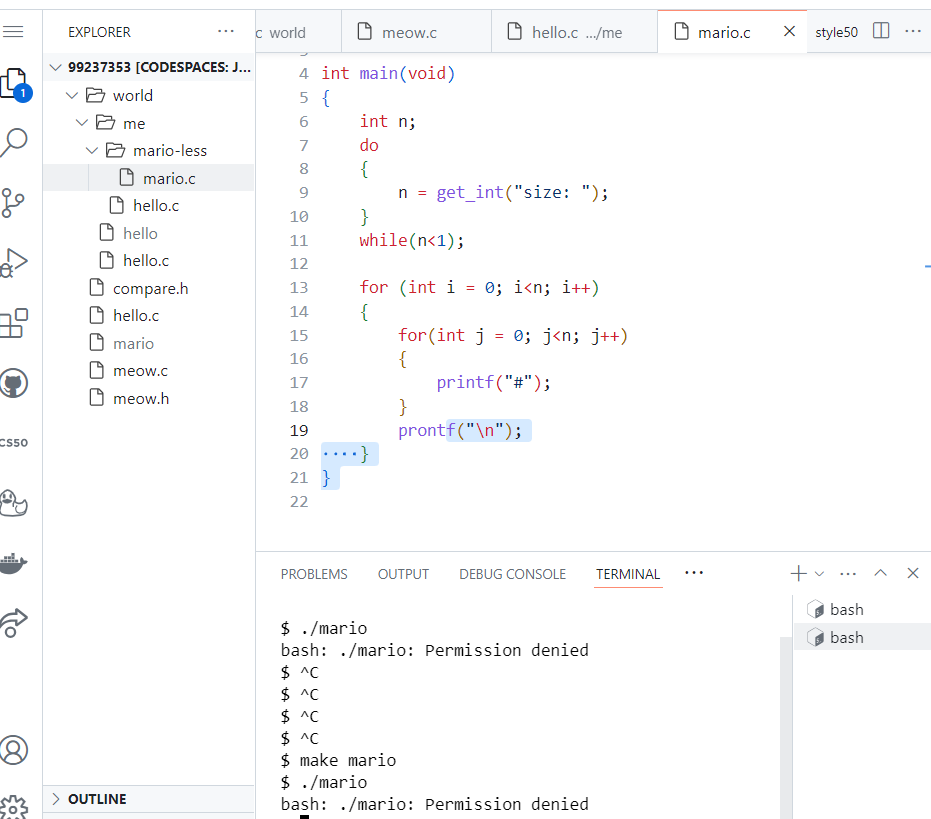 EXPLORER
99237353 [CODESPACES: J...
1
world
me
mario-less
mario.c
hello.c
hello
hello.c
compare.h
hello.c
mario
meow.c
meow.h
csso
OUTLINE
c world
meow.c
hello.c .../me
mario.c
style50
4 int main(void)
5 {
6 int n;
7 do
8 {
9 n = get_int("size: ");
10 }
11 while(n<1);
12
13 for (int i = 0; i<n; i++)
14 {
15 for(int j = 0; j<n; j++)
16 {
17 printf("#");
18 }
19 prontf("\n");
20 ····}
21 }
22
PROBLEMS OUTPUT DEBUG CONSOLE TERMINAL ···
$ ./mario
bash: ./mario: Permission denied
$ ^C
$ ^C
$ ^C
$ ^C
$ make mario
$ ./mario
bash: ./mario: Permission denied
bash
bash